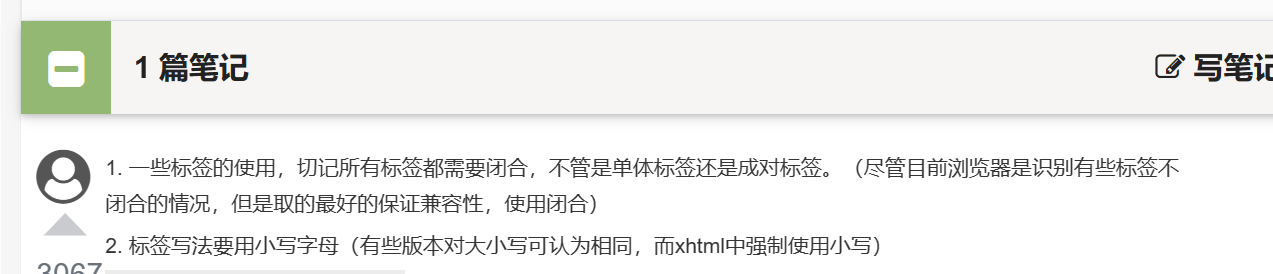 1 篇笔记
写笔记
1. 一些标签的使用，切记所有标签都需要闭合，不管是单体标签还是成对标签。（尽管目前浏览器是识别有些标签不
闭合的情况，但是取的最好的保证兼容性，使用闭合）
2. 标签写法要用小写字母（有些版本对大小写可认为相同，而xhtml中强制使用小写）
3067